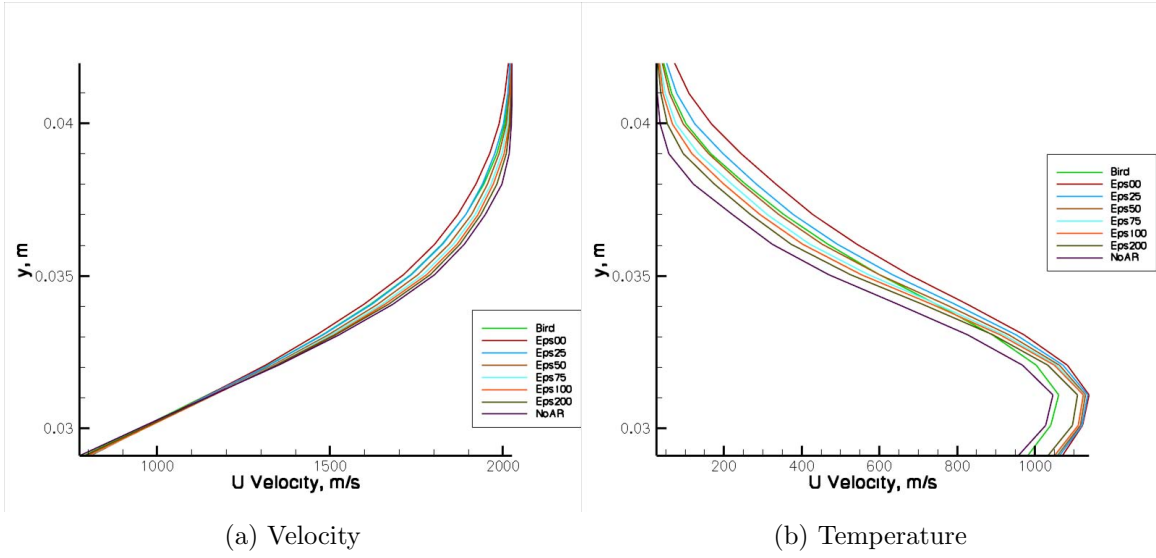 y, m
0.04
0.035
0.03
1000 1500 2000
U Velocity, m/s
Bird
Eps00
Eps25
Eps50
Eps75
Eps100
Eps200
NoAR
(a) Velocity
y, m
0.04
0.035
0.03
200 400 600 800 1000
U Velocity, m/s
Bird
Eps00
Eps25
Eps50
Eps75
Eps100
Eps200
NoAR
(b) Temperature